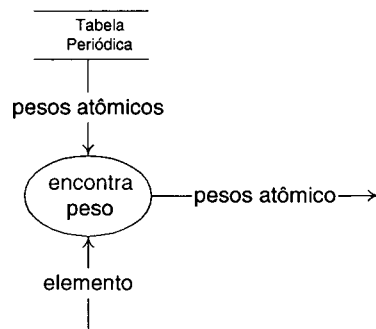 Tabela
Periódica
pesos atômicos
encontra
peso
pesos atômico
elemento